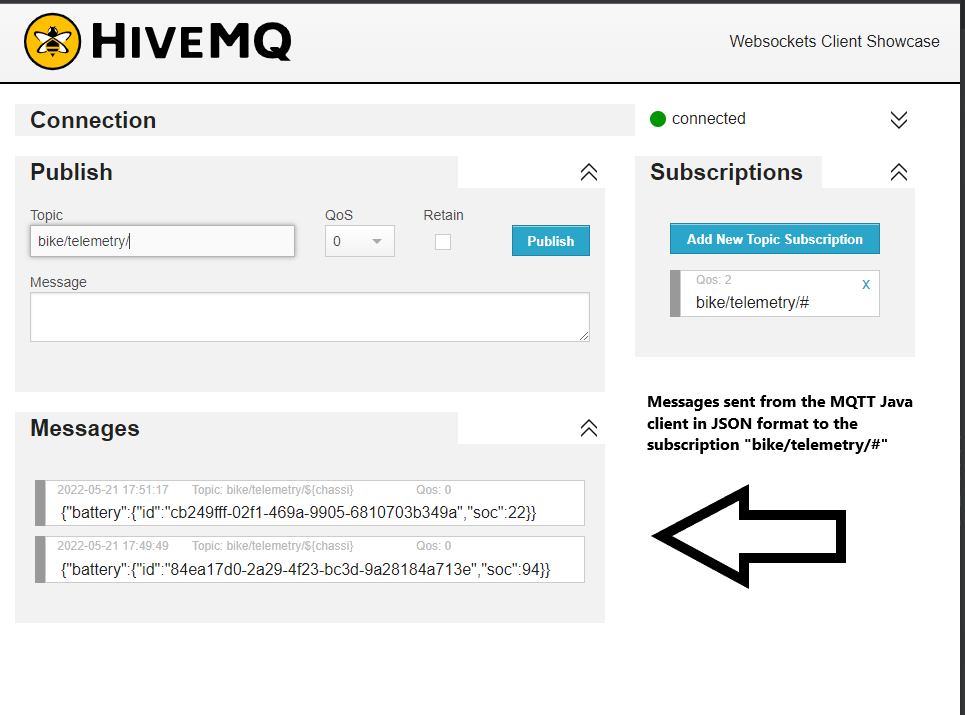 HIVEMQ
Websockets Client Showcase
Connection
connected
Publish
Topic
QoS
Retain
bike/telemetry/
0
Publish
Message
Subscriptions
Add New Topic Subscription
Qos: 2
x
bike/telemetry/#
Messages sent from the MQTT Java
client in JSON format to the
subscription "bike/telemetry/#"
Messages
2022-05-21 17:51:17 Topic: bike/telemetry/${chassi} Qos: 0
{"battery":{"id":"cb249fff-02f1-469a-9905-6810703b349a","soc":22}}
2022-05-21 17:49:49 Topic: bike/telemetry/${chassi} Qos: 0
{"battery":{"id":"84ea17d0-2a29-4f23-bc3d-9a28184a713e","soc":94}}